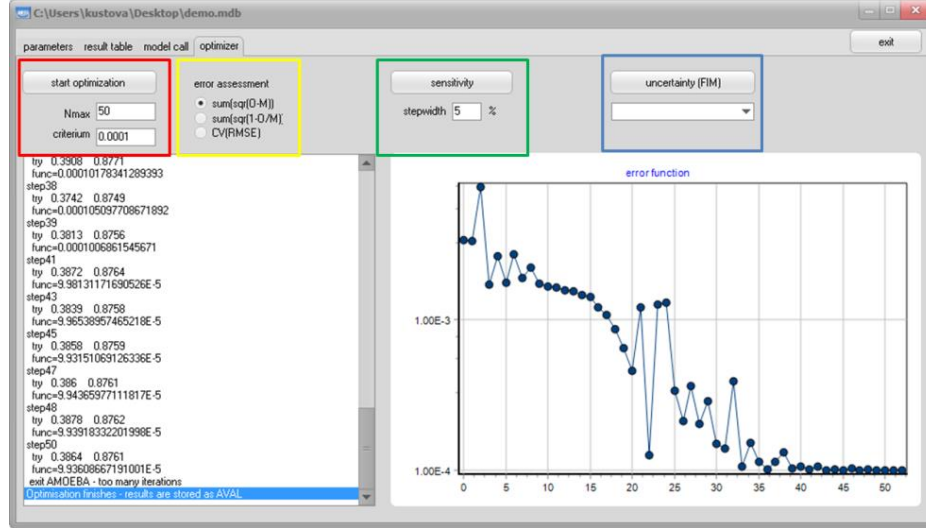 C:\Users\kustova\Desktop\demo.mdb
parameters result table model call optimizer
exit
start optimization
Nmax 50
criterium 0.0001
error assessment
sum(sqr(O-M))
sum(sqr(1-O/M)
CV(RMSE)
sensitivity
stepwidth 5 %
uncertainty (FIM)
try 0.3908 0.8771
func=0.00010178341289393
step38
try 0.3742 0.8749
func=0.000105097708671892
step39
try 0.3813 0.8756
func=0.0001006861545671
step41
try 0.3872 0.8764
func=9.98131171690526E-5
step43
try 0.3839 0.8758
func=9.96538957465218E-5
step45
try 0.3858 0.8759
func=9.93151069126336E-5
step47
try 0.386 0.8761
func=9.94365977111817E-5
step48
try 0.3878 0.8762
func=9.93918332201998E-5
step50
try 0.3864 0.8761
func=9.93608667191001E-5
exit AMOEBA - too many iterations
Optimisation finishes - results are stored as AVAL
error function
1.00E-3
1.00E-4
0 5 10 15 20 25 30 35 40 45 50